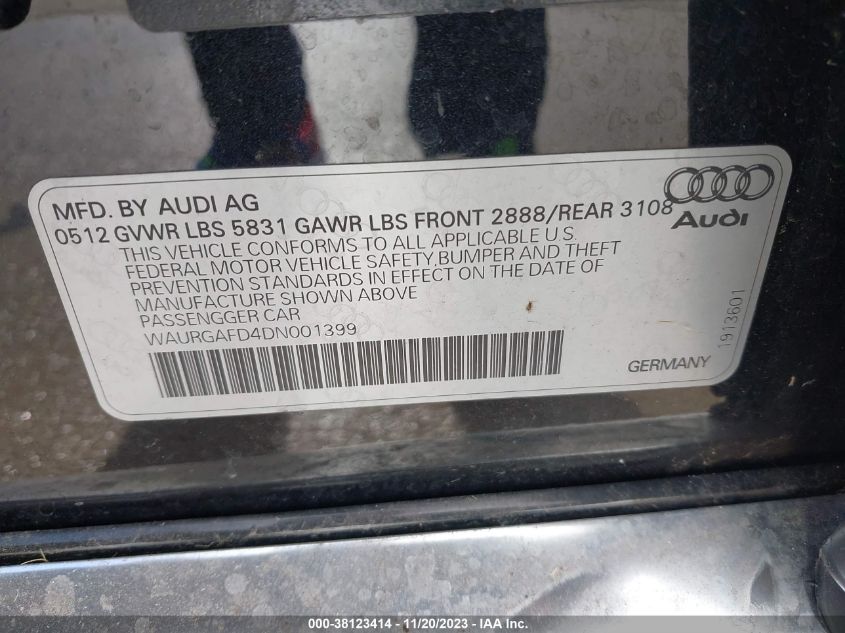 MFD. BY AUDI AG
0512 GVWR LBS 5831 GAWR LBS FRONT 2888/REAR 3108
THIS VEHICLE CONFORMS TO ALL APPLICABLE U.S.
FEDERAL MOTOR VEHICLE SAFETY,BUMPER AND THEFT
PREVENTION STANDARDS IN EFFECT ON THE DATE OF
MANUFACTURE SHOWN ABOVE
PASSENGGER CAR
WAURGAFD4DN001399
Audi
1913601
GERMANY
000-38123414 - 11/20/2023 - IAA Inc.